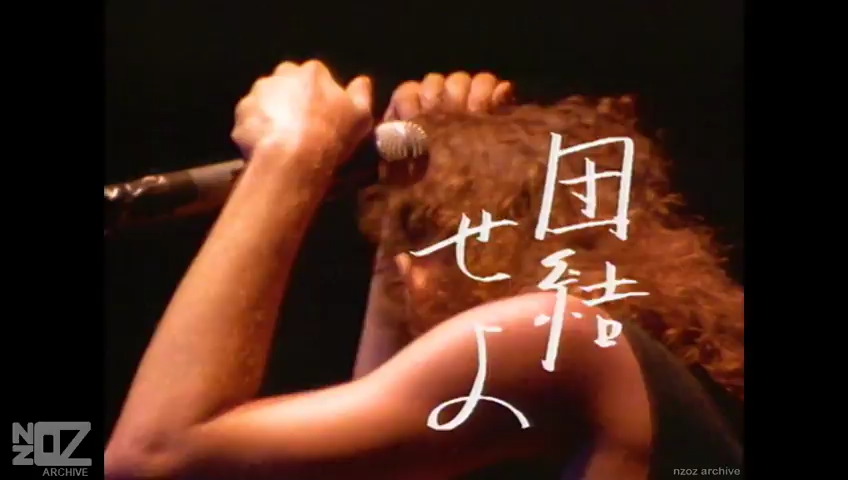 団結
せよ
NZOZ
ARCHIVE
nzoz archive